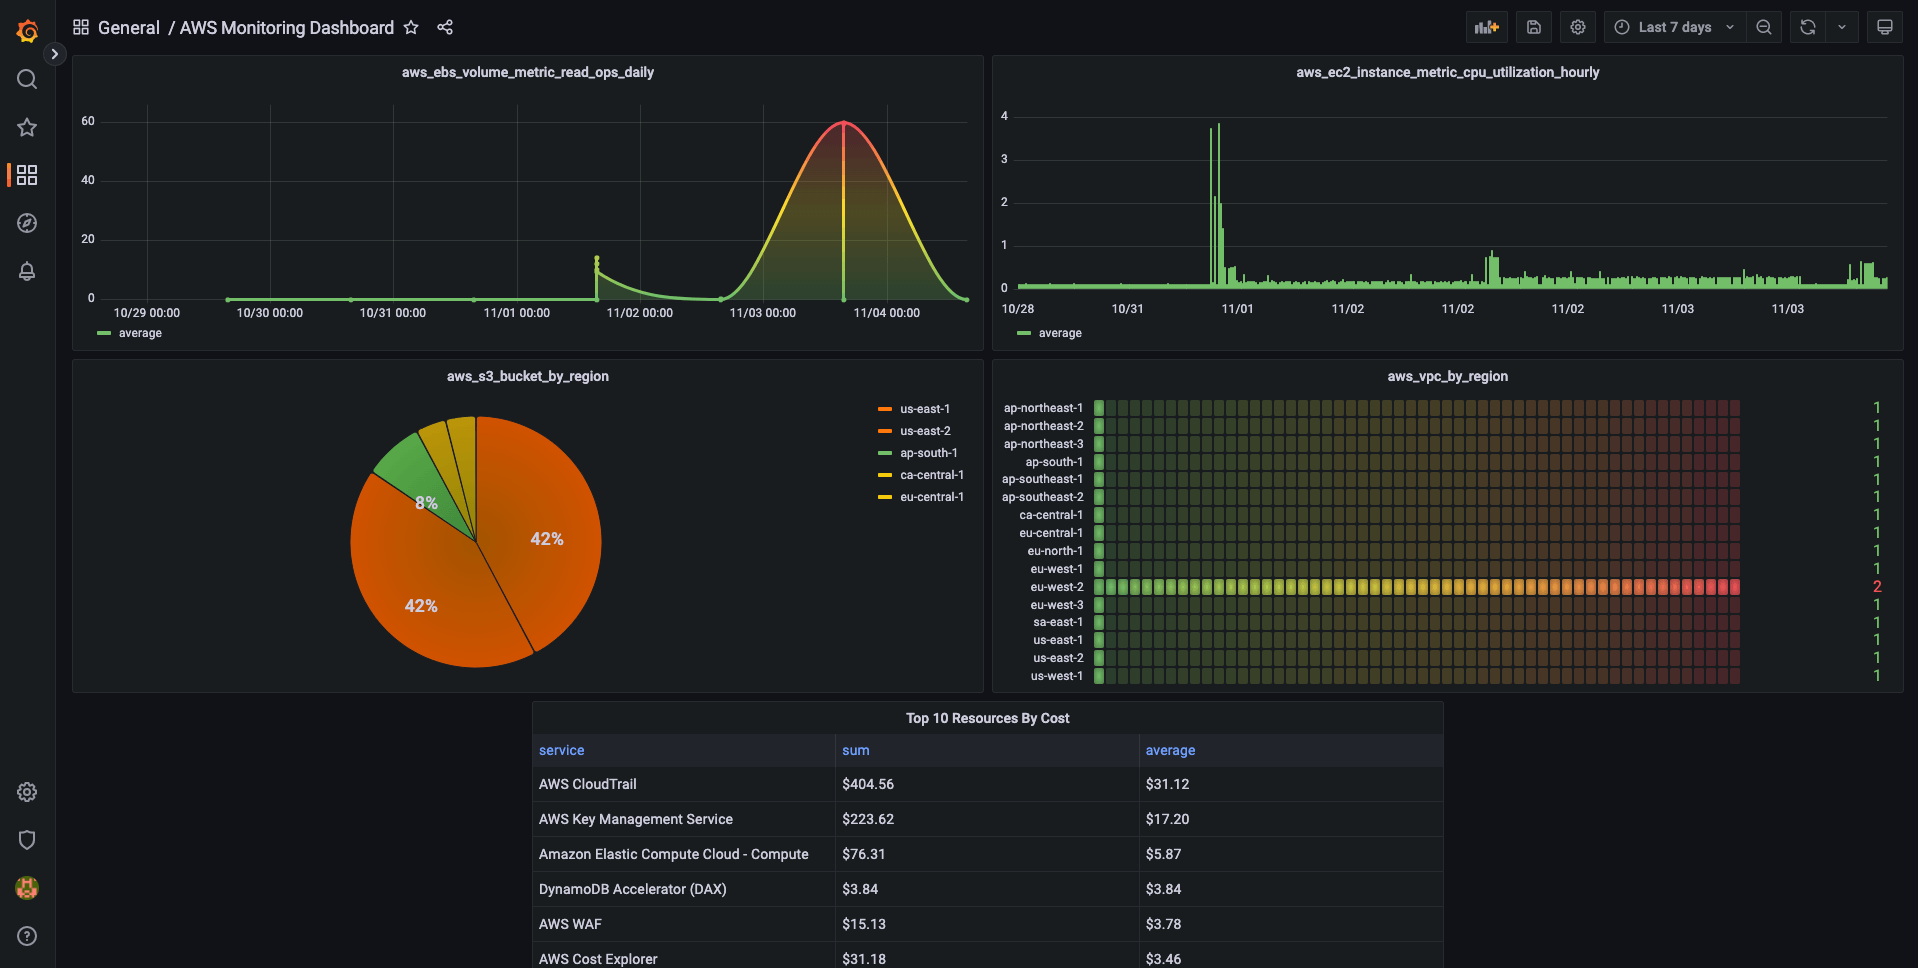 General / AWS Monitoring Dashboard
Last 7 days
aws_ebs_volume_metric_read_ops_daily
60
40
20
0
10/29 00:00 10/30 00:00 10/31 00:00 11/01 00:00 11/02 00:00 11/03 00:00 11/04 00:00
average
aws_ec2_instance_metric_cpu_utilization_hourly
4
3
2
1
0
10/28 10/31 11/01 11/02 11/02 11/02 11/03 11/03
average
aws_s3_bucket_by_region
8%
42%
42%
us-east-1
us-east-2
ap-south-1
ca-central-1
eu-central-1
aws_vpc_by_region
ap-northeast-1 1
ap-northeast-2 1
ap-northeast-3 1
ap-south-1 1
ap-southeast-1 1
ap-southeast-2 1
ca-central-1 1
eu-central-1 1
eu-north-1 1
eu-west-1 1
eu-west-2 2
eu-west-3 1
sa-east-1 1
us-east-1 1
us-east-2 1
us-west-1 1
Top 10 Resources By Cost
service sum average
AWS CloudTrail $404.56 $31.12
AWS Key Management Service $223.62 $17.20
Amazon Elastic Compute Cloud - Compute $76.31 $5.87
DynamoDB Accelerator (DAX) $3.84 $3.84
AWS WAF $15.13 $3.78
AWS Cost Explorer $31.18 $3.46